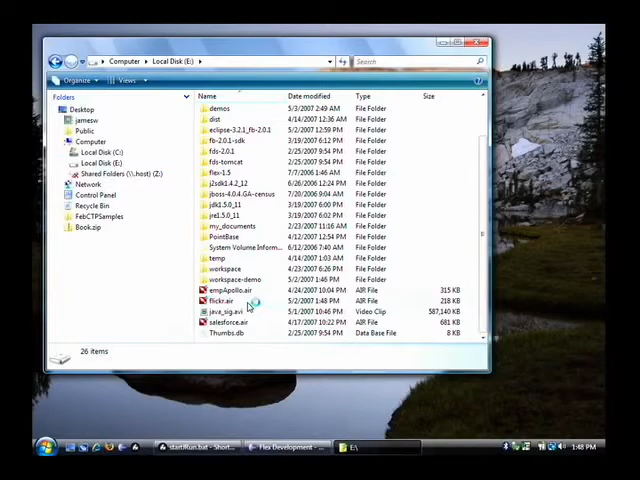 Computer ▸ Local Disk (E:) ▸
Search
Organize
Views
Folders
Name
Date modified
Type
Size
Desktop
jamesw
Public
Computer
Local Disk (C:)
Local Disk (E:)
Shared Folders (\\.host) (Z:)
Network
Control Panel
Recycle Bin
FebCTPSamples
Book.zip
demos 5/3/2007 2:49 AM File Folder
dist 4/14/2007 12:36 AM File Folder
eclipse-3.2.1_fb-2.0.1 5/2/2007 12:59 PM File Folder
fb-2.0.1-sdk 3/19/2007 6:12 PM File Folder
fds-2.0.1 2/25/2007 9:54 PM File Folder
fds-tomcat 2/25/2007 9:54 PM File Folder
flex-1.5 7/7/2006 1:46 AM File Folder
j2sdk1.4.2_12 6/26/2006 12:24 PM File Folder
jboss-4.0.4.GA-census 7/20/2006 9:04 PM File Folder
jdk1.5.0_11 3/19/2007 6:00 PM File Folder
jre1.5.0_11 3/19/2007 6:02 PM File Folder
my_documents 2/23/2007 11:16 AM File Folder
PointBase 4/12/2007 12:54 PM File Folder
System Volume Inform... 6/12/2006 7:40 AM File Folder
temp 4/14/2007 1:03 AM File Folder
workspace 4/23/2007 6:26 PM File Folder
workspace-demo 5/2/2007 1:46 PM File Folder
empApollo.air 4/24/2007 10:04 PM AIR File 315 KB
flickr.air 5/2/2007 1:48 PM AIR File 218 KB
java_sig.avi 5/1/2007 10:46 PM Video Clip 587,140 KB
salesforce.air 4/17/2007 10:22 PM AIR File 681 KB
Thumbs.db 2/25/2007 9:54 PM Data Base File 8 KB
26 items
startJRun.bat - Short...
Flex Development - ...
E:\
1:48 PM